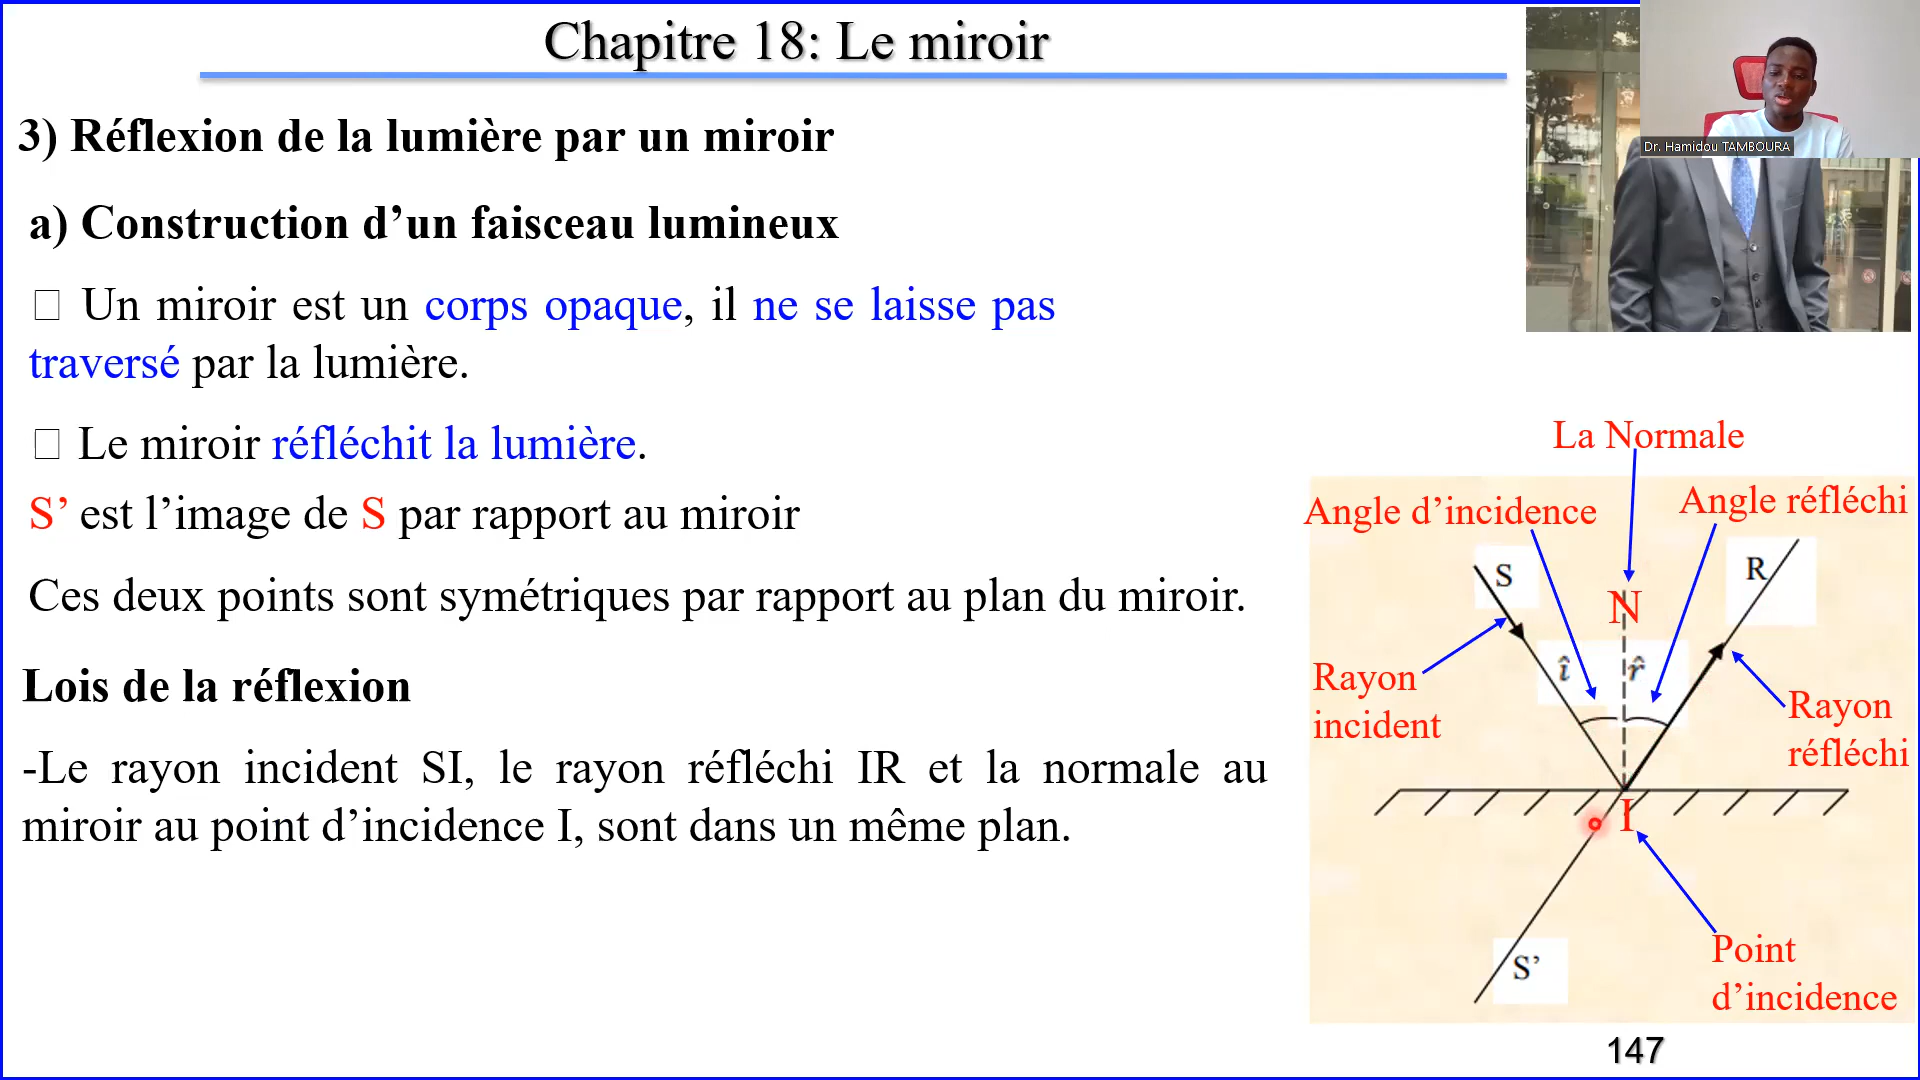 Chapitre 18: Le miroir
Dr. Hamidou TAMBOURA
3) Réflexion de la lumière par un miroir
a) Construction d’un faisceau lumineux
□ Un miroir est un corps opaque, il ne se laisse pas
traversé par la lumière.
□ Le miroir réfléchit la lumière.
S’ est l’image de S par rapport au miroir
Ces deux points sont symétriques par rapport au plan du miroir.
Lois de la réflexion
-Le rayon incident SI, le rayon réfléchi IR et la normale au
miroir au point d’incidence I, sont dans un même plan.
La Normale
Angle d’incidence
Angle réfléchi
S
R
N
î
r̂
Rayon
incident
Rayon
réfléchi
I
S’
Point
d’incidence
147